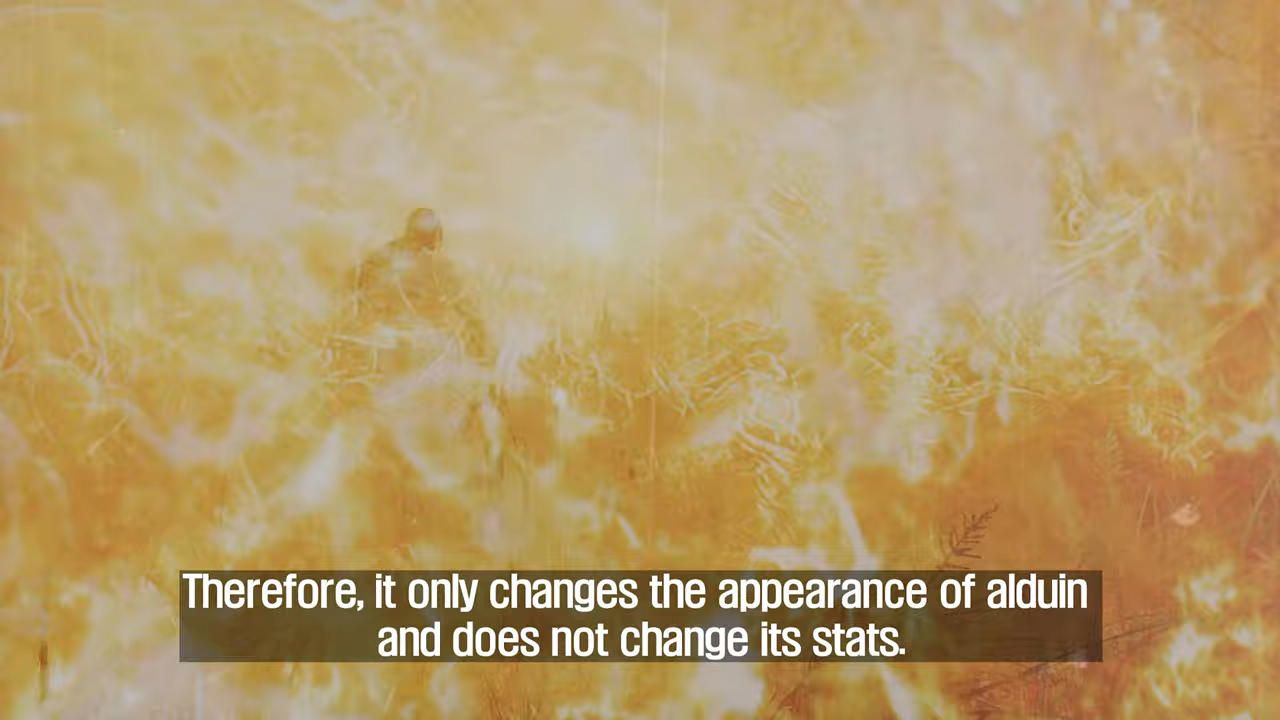 Therefore, it only changes the appearance of alduin
and does not change its stats.